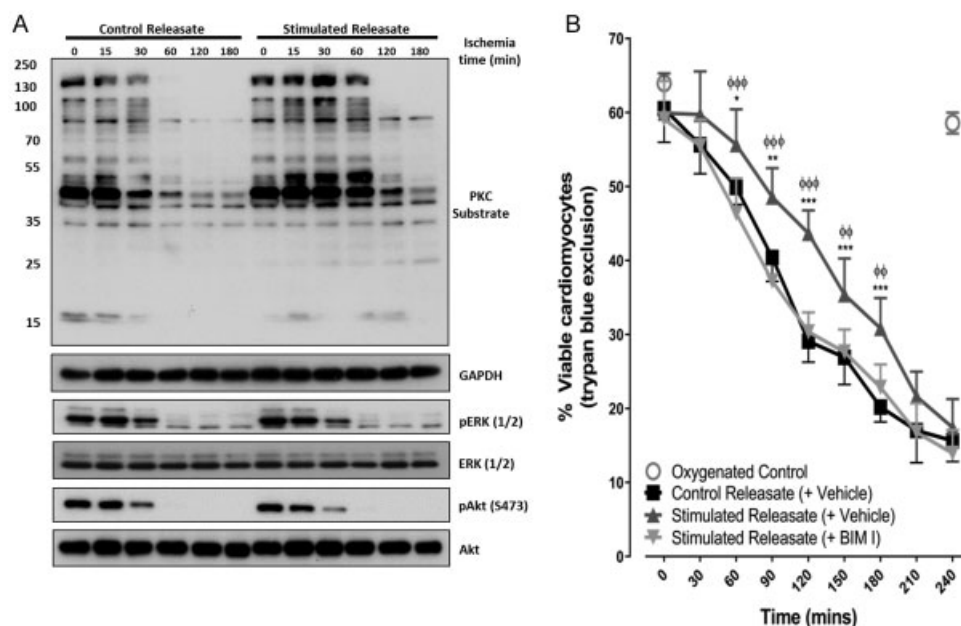 A
Control Releasate Stimulated Releasate
0 15 30 60 120 180 0 15 30 60 120 180
Ischemia
time (min)
250
130
100
70
55
35
25
15
PKC
Substrate
GAPDH
pERK (1/2)
ERK (1/2)
pAkt (S473)
Akt
B
% Viable cardiomyocytes
(trypan blue exclusion)
70
60
50
40
30
20
10
0
ϕϕϕ
*
ϕϕϕ
**
ϕϕϕ
***
ϕϕ
***
ϕϕ
***
Oxygenated Control
Control Releasate (+ Vehicle)
Stimulated Releasate (+ Vehicle)
Stimulated Releasate (+ BIM I)
0 30 60 90 120 150 180 210 240
Time (mins)